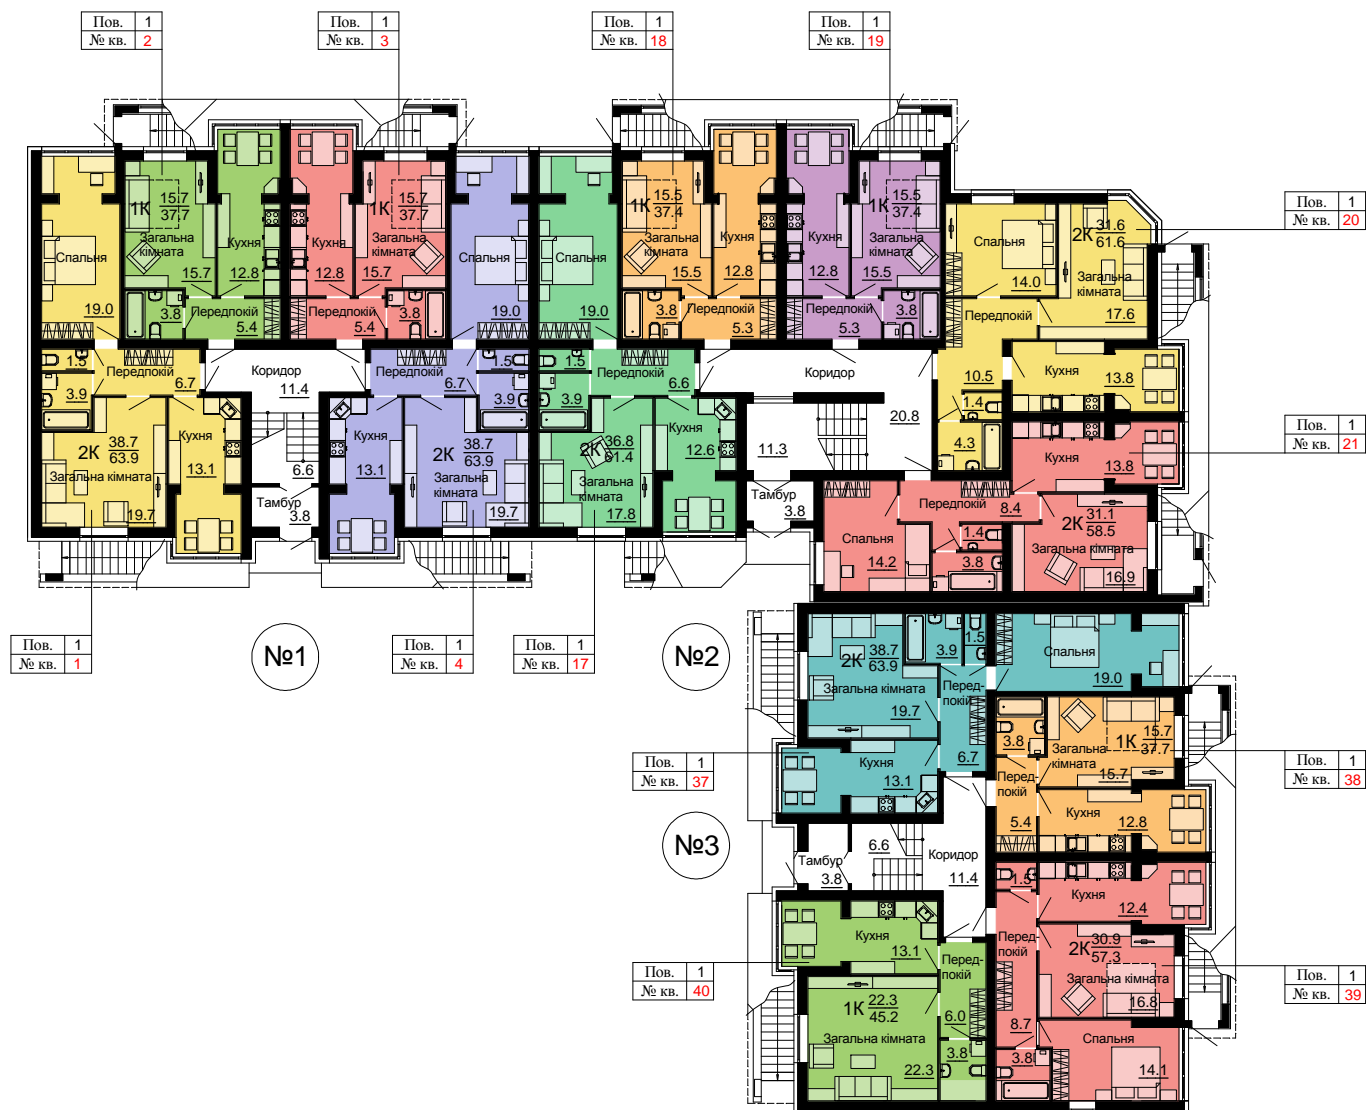 Пов. 1
№ кв. 2
Пов. 1
№ кв. 3
Пов. 1
№ кв. 18
Пов. 1
№ кв. 19
Пов. 1
№ кв. 20
Пов. 1
№ кв. 21
Спальня
19.0
1К 15.7
37.7
Загальна
кімната
15.7
Кухня
12.8
3.8
Передпокій
5.4
Кухня
12.8
1К 15.7
37.7
Загальна
кімната
15.7
Передпокій
5.4
3.8
Спальня
19.0
Спальня
19.0
1К 15.5
37.4
Загальна
кімната
15.5
Кухня
12.8
3.8
Передпокій
5.3
Кухня
12.8
1К 15.5
37.4
Загальна
кімната
15.5
Передпокій
5.3
3.8
Спальня
14.0
2К 31.6
61.6
Загальна
кімната
17.6
Передпокій
10.5
Кухня
13.8
1.4
4.3
1.5
3.9
Передпокій
6.7
Коридор
11.4
2К 38.7
63.9
Загальна кімната
19.7
Кухня
13.1
6.6
Тамбур
3.8
Передпокій
6.7
1.5
3.9
Кухня
13.1
2К 38.7
63.9
Загальна
кімната
19.7
1.5
3.9
Передпокій
6.6
2К 36.8
61.4
Загальна
кімната
17.8
Кухня
12.6
Коридор
20.8
11.3
Тамбур
3.8
Кухня
13.8
Передпокій
8.4
Спальня
14.2
1.4
3.8
2К 31.1
58.5
Загальна кімната
16.9
Пов. 1
№ кв. 1
№1
Пов. 1
№ кв. 4
Пов. 1
№ кв. 17
№2
2К 38.7
63.9
Загальна кімната
19.7
3.9
1.5
Перед-
покій
6.7
Спальня
19.0
Кухня
13.1
Пов. 1
№ кв. 37
3.8
Загальна
кімната
15.7
1К 15.7
37.7
Перед-
покій
5.4
Кухня
12.8
Пов. 1
№ кв. 38
№3
Тамбур
3.8
6.6
Коридор
11.4
1.5
Кухня
12.4
Кухня
13.1
Перед-
покій
6.0
Перед-
покій
8.7
2К 30.9
57.3
Загальна кімната
16.8
Пов. 1
№ кв. 40
Пов. 1
№ кв. 39
1К 22.3
45.2
Загальна кімната
22.3
3.8
3.8
Спальня
14.1